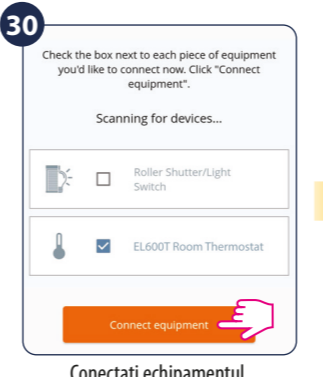 30
Check the box next to each piece of equipment
you'd like to connect now. Click "Connect
equipment".
Scanning for devices...
Roller Shutter/Light
Switch
EL600T Room Thermostat
Connect equipment
Conectați echipamentul